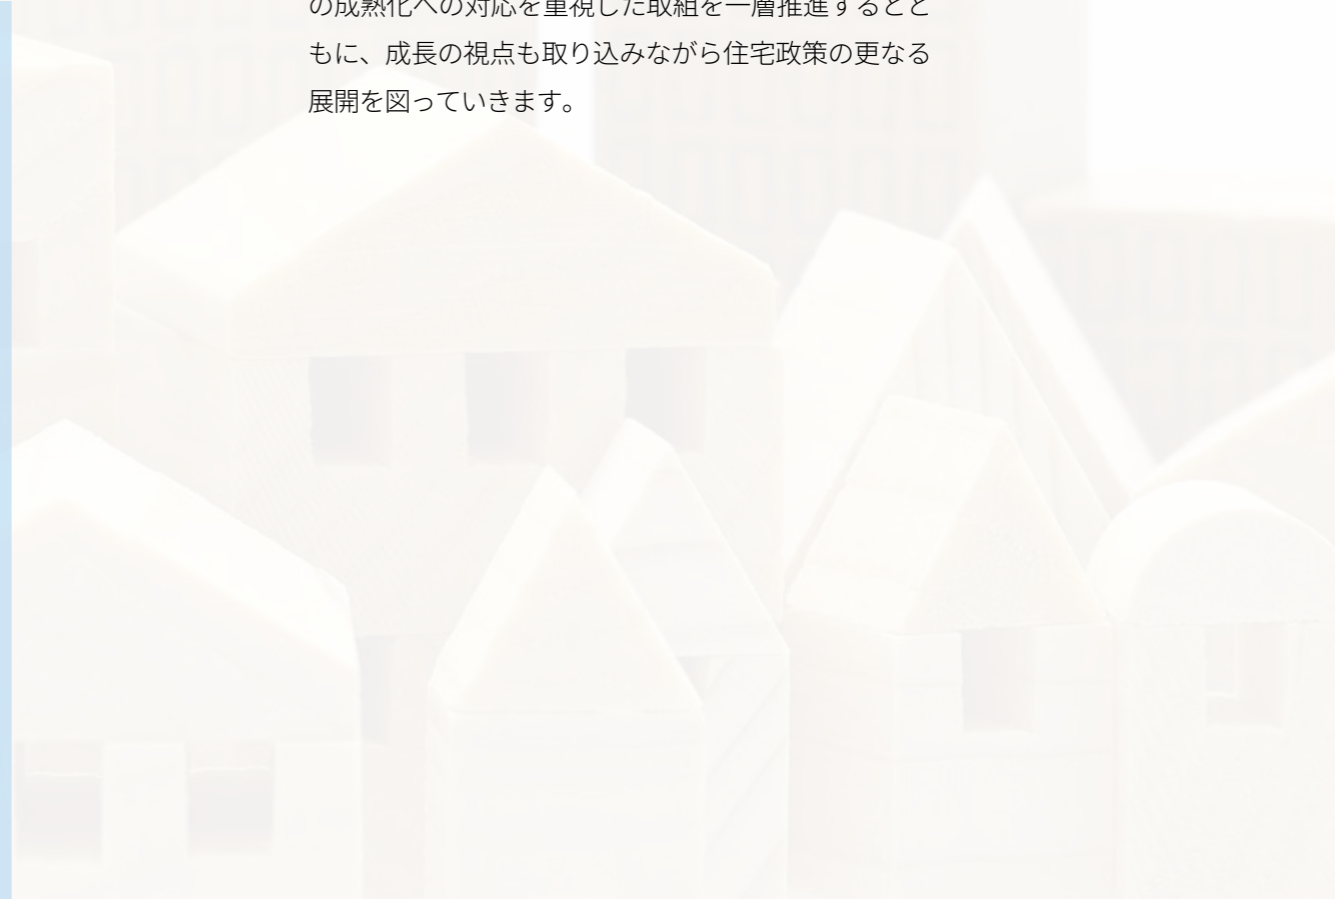 の成熟化への対応を重視した取組を一層推進するとと
もに、成長の視点も取り込みながら住宅政策の更なる
展開を図っていきます。